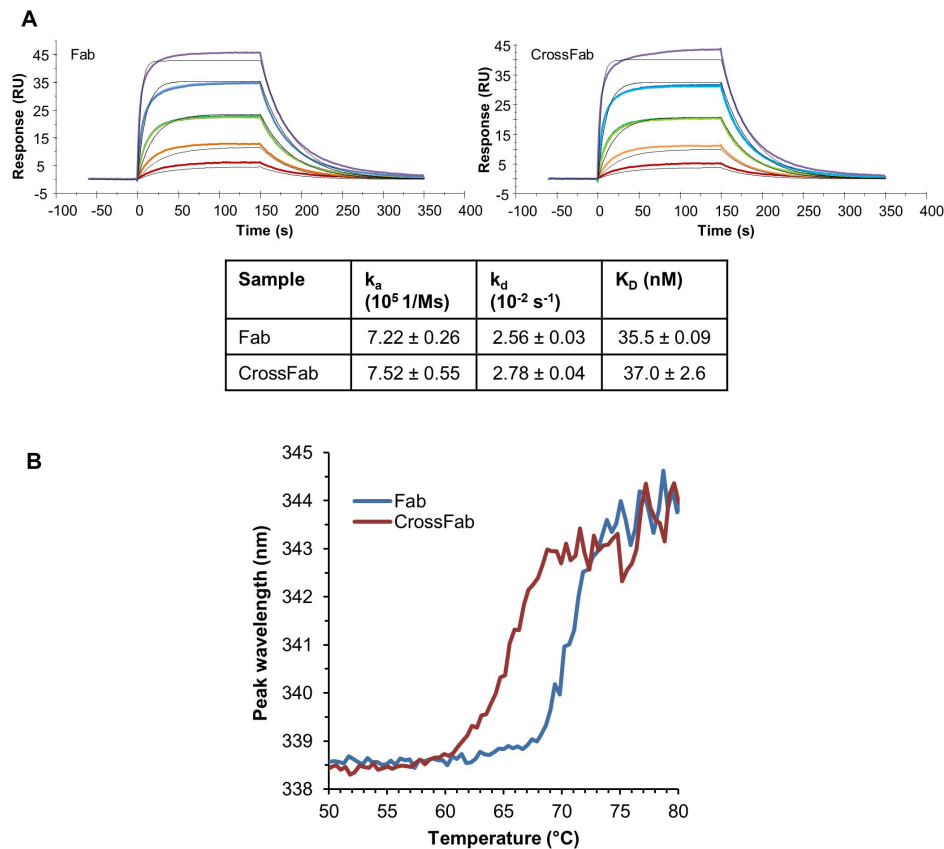 A
Fab
CrossFab
Response (RU)
45
35
25
15
5
-5
-100 -50 0 50 100 150 200 250 300 350 400
Time (s)
Response (RU)
45
35
25
15
5
-5
-100 -50 0 50 100 150 200 250 300 350 400
Time (s)
Sample kₐ (10⁵ 1/Ms) k_d (10⁻² s⁻¹) K_D (nM)
Fab 7.22 ± 0.26 2.56 ± 0.03 35.5 ± 0.09
CrossFab 7.52 ± 0.55 2.78 ± 0.04 37.0 ± 2.6
B
Peak wavelength (nm)
345
344
343
342
341
340
339
338
Fab
CrossFab
50 55 60 65 70 75 80
Temperature (°C)